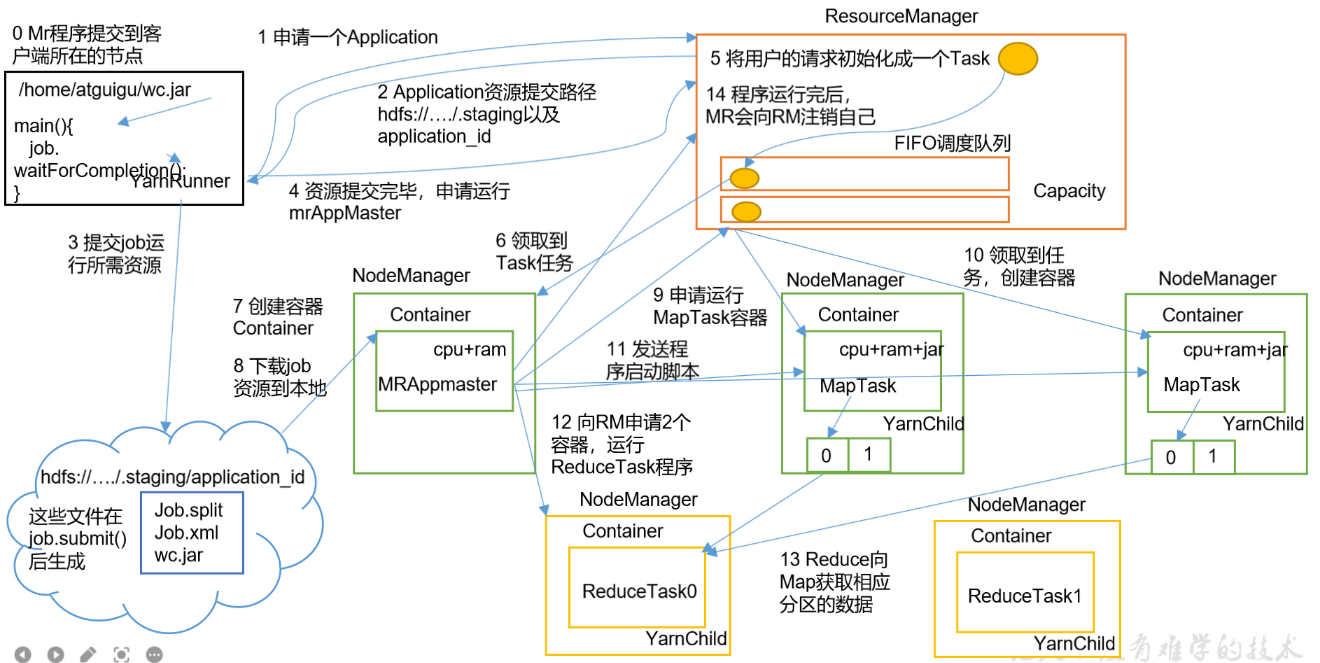 0 Mr程序提交到客
户端所在的节点
/home/atguigu/wc.jar
main(){
job.
waitForCompletion();
}
YarnRunner
1 申请一个Application
2 Application资源提交路径
hdfs://…./.staging以及
application_id
4 资源提交完毕，申请运行
mrAppMaster
3 提交job运
行所需资源
ResourceManager
5 将用户的请求初始化成一个Task
14 程序运行完后，
MR会向RM注销自己
FIFO调度队列
Capacity
6 领取到
Task任务
7 创建容器
Container
8 下载job
资源到本地
NodeManager
Container
cpu+ram
MRAppmaster
9 申请运行
MapTask容器
11 发送程
序启动脚本
10 领取到任
务，创建容器
NodeManager
Container
cpu+ram+jar
MapTask
YarnChild
0
1
NodeManager
Container
cpu+ram+jar
MapTask
YarnChild
0
1
12 向RM申请2个
容器，运行
ReduceTask程序
hdfs://…./.staging/application_id
这些文件在
job.submit()
后生成
Job.split
Job.xml
wc.jar
NodeManager
Container
ReduceTask0
YarnChild
13 Reduce向
Map获取相应
分区的数据
NodeManager
Container
ReduceTask1
YarnChild
有难学的技术